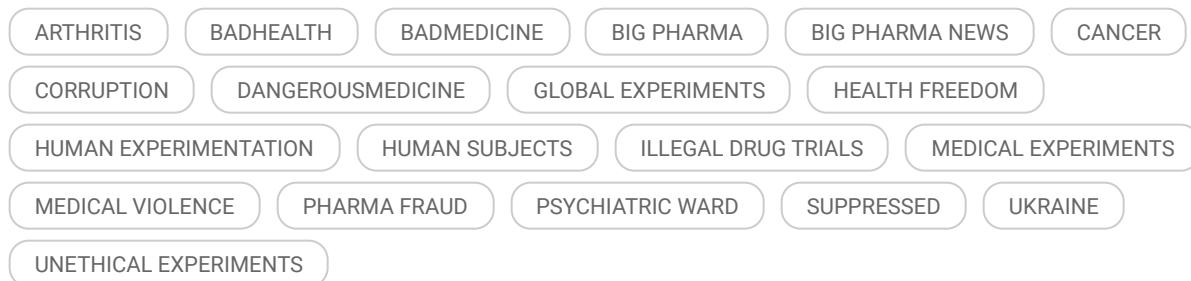 ARTHRITIS BADHEALTH BADMEDICINE BIG PHARMA BIG PHARMA NEWS CANCER
CORRUPTION DANGEROUSMEDICINE GLOBAL EXPERIMENTS HEALTH FREEDOM
HUMAN EXPERIMENTATION HUMAN SUBJECTS ILLEGAL DRUG TRIALS MEDICAL EXPERIMENTS
MEDICAL VIOLENCE PHARMA FRAUD PSYCHIATRIC WARD SUPPRESSED UKRAINE
UNETHICAL EXPERIMENTS